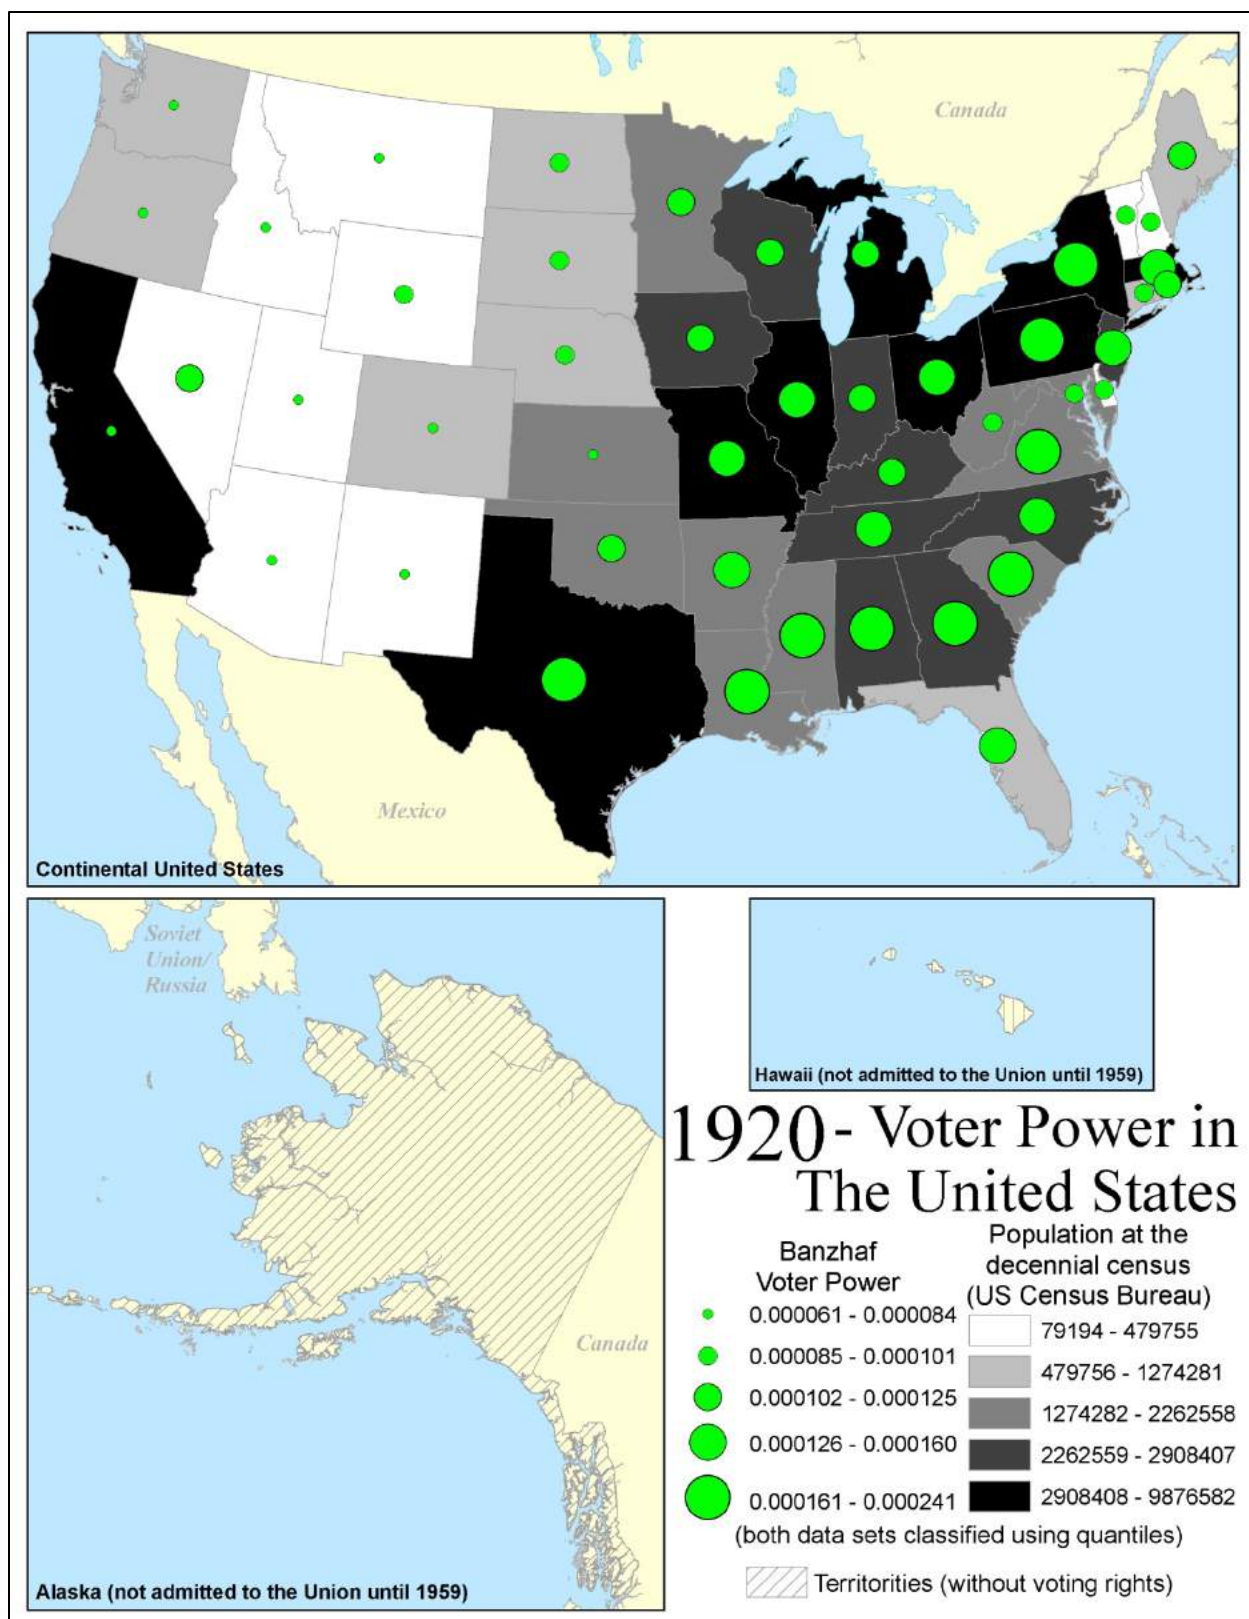 Canada
Mexico
Continental United States
Soviet
Union/
Russia
Canada
Alaska (not admitted to the Union until 1959)
Hawaii (not admitted to the Union until 1959)
1920 - Voter Power in
The United States
Banzhaf
Voter Power
0.000061 - 0.000084
0.000085 - 0.000101
0.000102 - 0.000125
0.000126 - 0.000160
0.000161 - 0.000241
Population at the
decennial census
(US Census Bureau)
79194 - 479755
479756 - 1274281
1274282 - 2262558
2262559 - 2908407
2908408 - 9876582
(both data sets classified using quantiles)
Territorities (without voting rights)